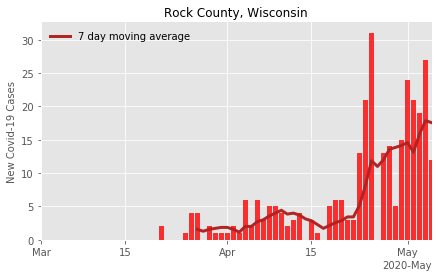 Rock County, Wisconsin
7 day moving average
New Covid-19 Cases
30
25
20
15
10
5
0
Mar 15 Apr 15 May
2020-May